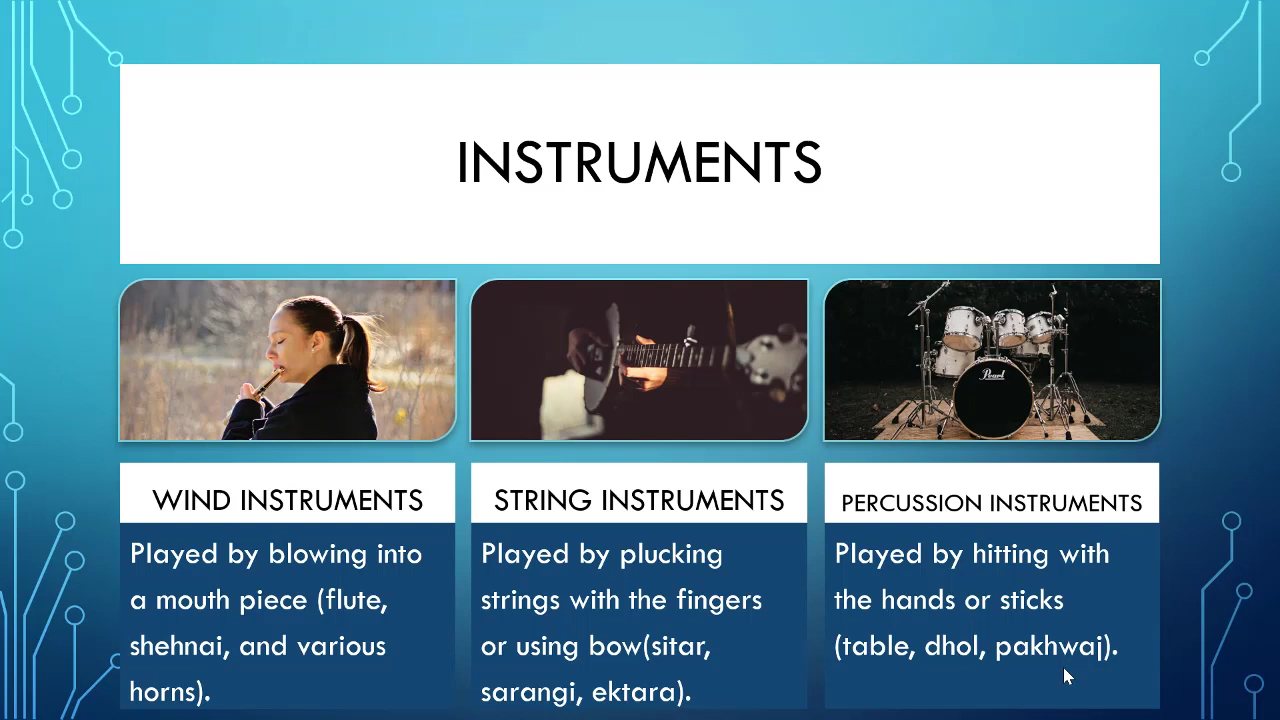 INSTRUMENTS
Pearl
WIND INSTRUMENTS
Played by blowing into
a mouth piece (flute,
shehnai, and various
horns).
STRING INSTRUMENTS
Played by plucking
strings with the fingers
or using bow(sitar,
sarangi, ektara).
PERCUSSION INSTRUMENTS
Played by hitting with
the hands or sticks
(table, dhol, pakhwaj).